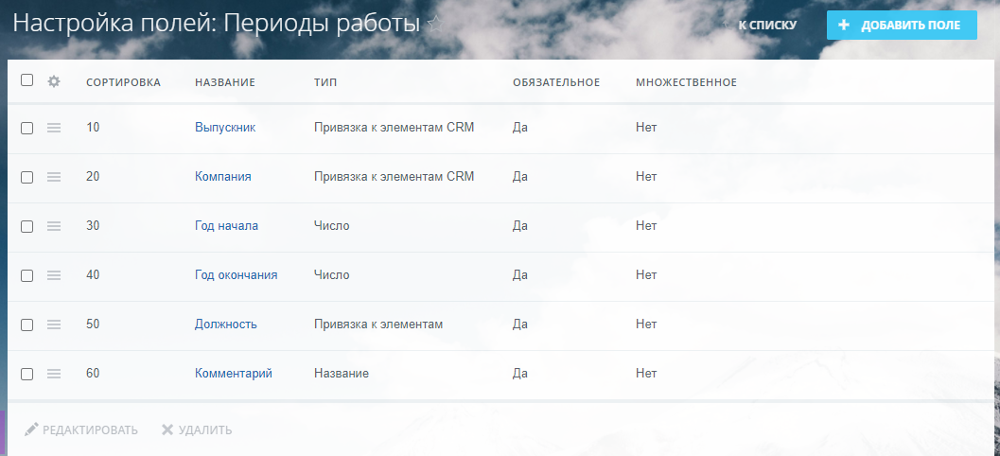 Настройка полей: Периоды работы
К СПИСКУ
ДОБАВИТЬ ПОЛЕ
СОРТИРОВКА НАЗВАНИЕ ТИП ОБЯЗАТЕЛЬНОЕ МНОЖЕСТВЕННОЕ
10 Выпускник Привязка к элементам CRM Да Нет
20 Компания Привязка к элементам CRM Да Нет
30 Год начала Число Да Нет
40 Год окончания Число Да Нет
50 Должность Привязка к элементам Да Нет
60 Комментарий Название Да Нет
РЕДАКТИРОВАТЬ УДАЛИТЬ